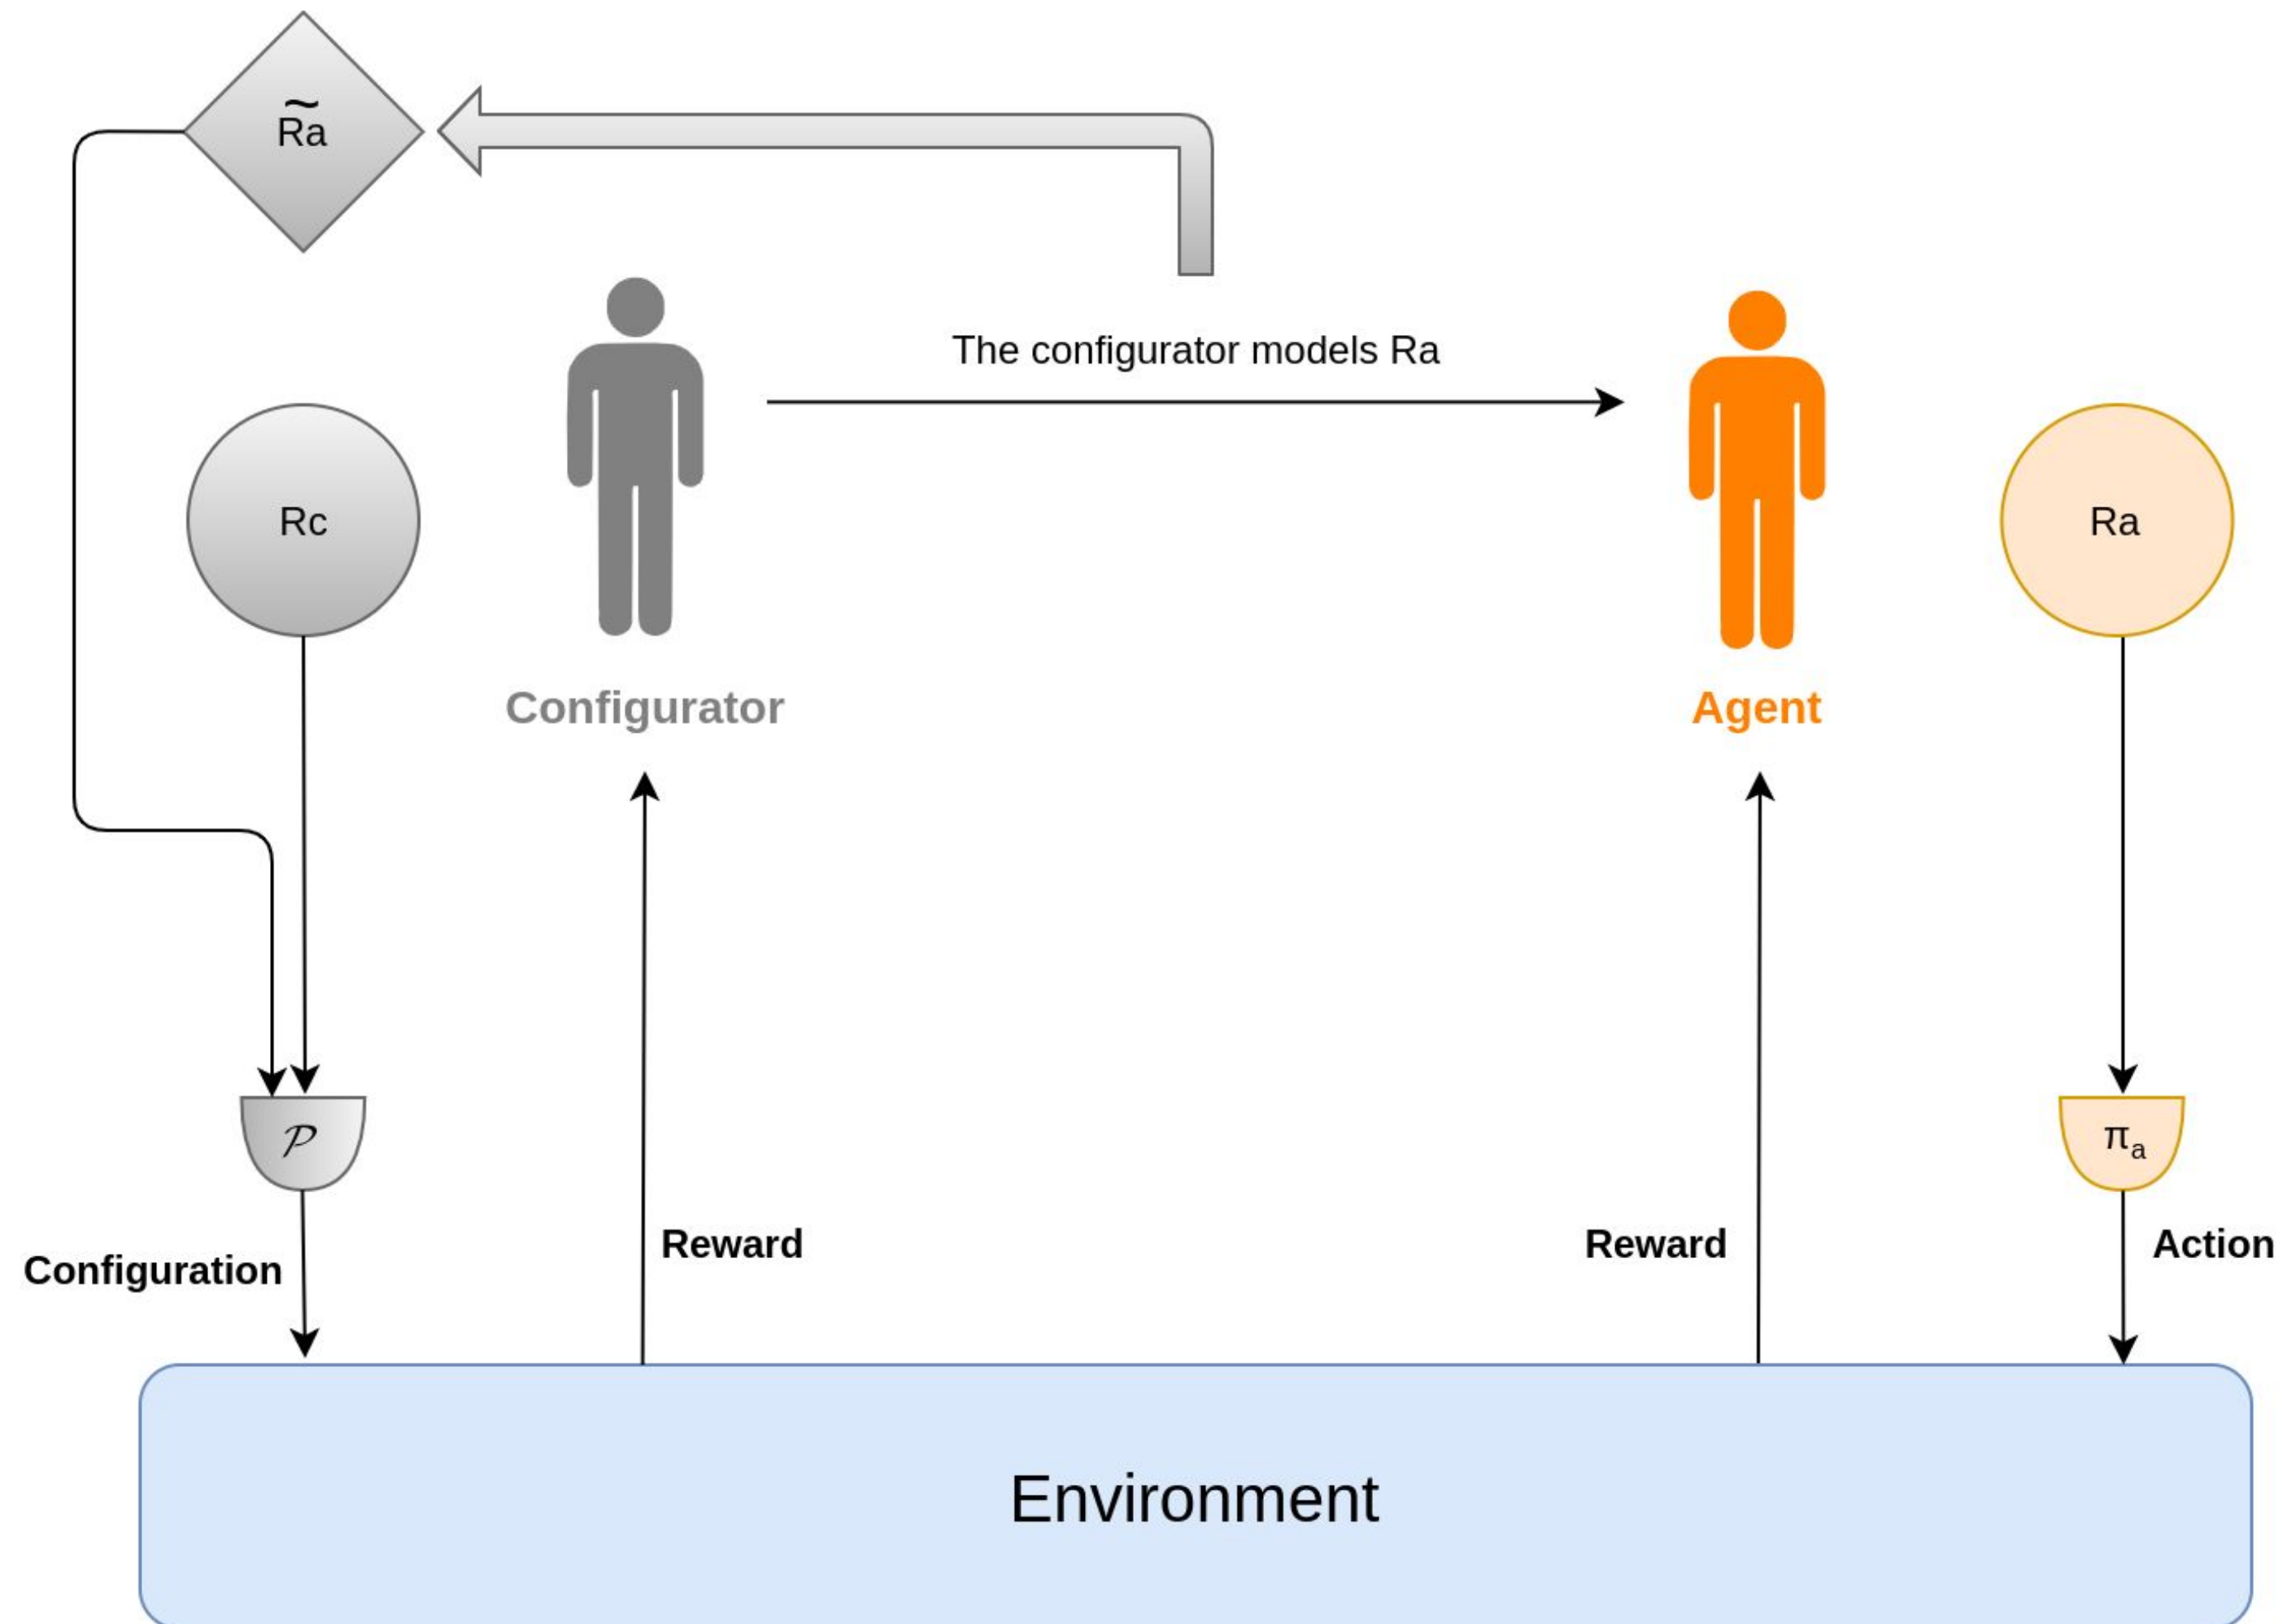 R̃a
The configurator models Ra
Rc
Ra
Configurator
Agent
𝒫
πₐ
Reward
Reward
Action
Configuration
Environment